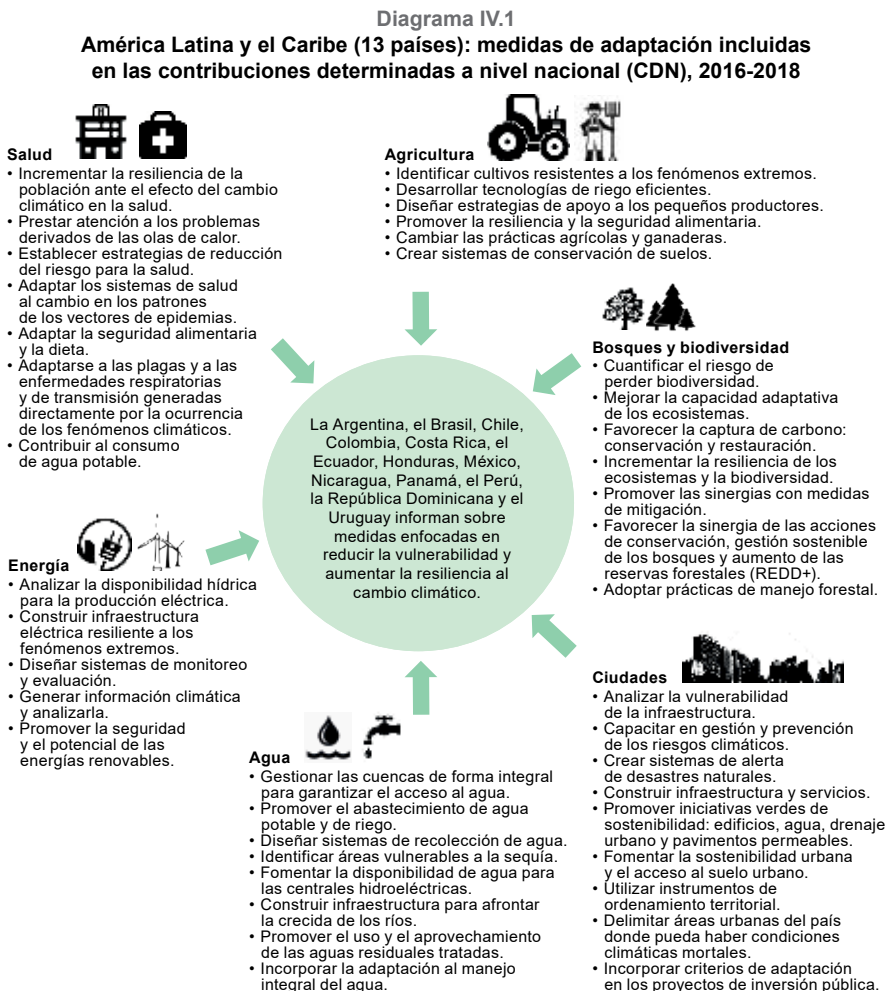 Diagrama IV.1
América Latina y el Caribe (13 países): medidas de adaptación incluidas
en las contribuciones determinadas a nivel nacional (CDN), 2016-2018
Salud
• Incrementar la resiliencia de la
población ante el efecto del cambio
climático en la salud.
• Prestar atención a los problemas
derivados de las olas de calor.
• Establecer estrategias de reducción
del riesgo para la salud.
• Adaptar los sistemas de salud
al cambio en los patrones
de los vectores de epidemias.
• Adaptar la seguridad alimentaria
y la dieta.
• Adaptarse a las plagas y a las
enfermedades respiratorias
y de transmisión generadas
directamente por la ocurrencia
de los fenómenos climáticos.
• Contribuir al consumo
de agua potable.
Agricultura
• Identificar cultivos resistentes a los fenómenos extremos.
• Desarrollar tecnologías de riego eficientes.
• Diseñar estrategias de apoyo a los pequeños productores.
• Promover la resiliencia y la seguridad alimentaria.
• Cambiar las prácticas agrícolas y ganaderas.
• Crear sistemas de conservación de suelos.
Bosques y biodiversidad
• Cuantificar el riesgo de
perder biodiversidad.
• Mejorar la capacidad adaptativa
de los ecosistemas.
• Favorecer la captura de carbono:
conservación y restauración.
• Incrementar la resiliencia de los
ecosistemas y la biodiversidad.
• Promover las sinergias con medidas
de mitigación.
• Favorecer la sinergia de las acciones
de conservación, gestión sostenible
de los bosques y aumento de las
reservas forestales (REDD+).
• Adoptar prácticas de manejo forestal.
La Argentina, el Brasil, Chile,
Colombia, Costa Rica, el
Ecuador, Honduras, México,
Nicaragua, Panamá, el Perú,
la República Dominicana y el
Uruguay informan sobre
medidas enfocadas en
reducir la vulnerabilidad y
aumentar la resiliencia al
cambio climático.
Energía
• Analizar la disponibilidad hídrica
para la producción eléctrica.
• Construir infraestructura
eléctrica resiliente a los
fenómenos extremos.
• Diseñar sistemas de monitoreo
y evaluación.
• Generar información climática
y analizarla.
• Promover la seguridad
y el potencial de las
energías renovables.
Agua
• Gestionar las cuencas de forma integral
para garantizar el acceso al agua.
• Promover el abastecimiento de agua
potable y de riego.
• Diseñar sistemas de recolección de agua.
• Identificar áreas vulnerables a la sequía.
• Fomentar la disponibilidad de agua para
las centrales hidroeléctricas.
• Construir infraestructura para afrontar
la crecida de los ríos.
• Promover el uso y el aprovechamiento
de las aguas residuales tratadas.
• Incorporar la adaptación al manejo
integral del agua.
Ciudades
• Analizar la vulnerabilidad
de la infraestructura.
• Capacitar en gestión y prevención
de los riesgos climáticos.
• Crear sistemas de alerta
de desastres naturales.
• Construir infraestructura y servicios.
• Promover iniciativas verdes de
sostenibilidad: edificios, agua, drenaje
urbano y pavimentos permeables.
• Fomentar la sostenibilidad urbana
y el acceso al suelo urbano.
• Utilizar instrumentos de
ordenamiento territorial.
• Delimitar áreas urbanas del país
donde pueda haber condiciones
climáticas mortales.
• Incorporar criterios de adaptación
en los proyectos de inversión pública.